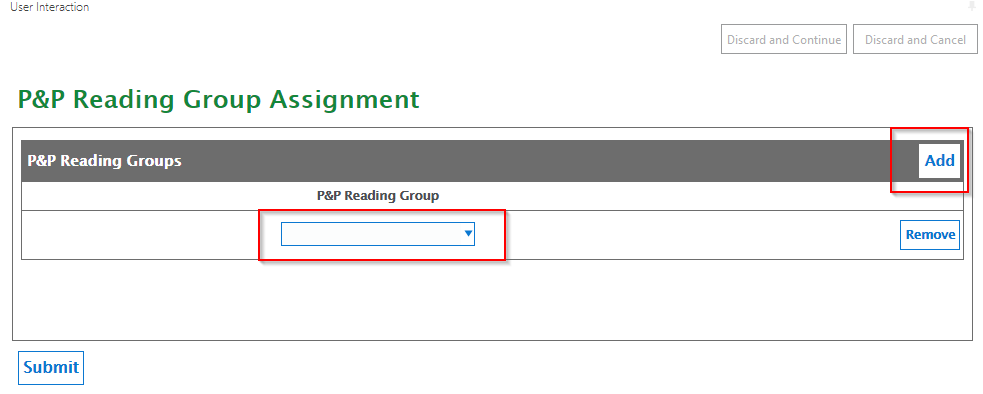 User Interaction
Discard and Continue Discard and Cancel
P&P Reading Group Assignment
P&P Reading Groups Add
P&P Reading Group
Remove
Submit